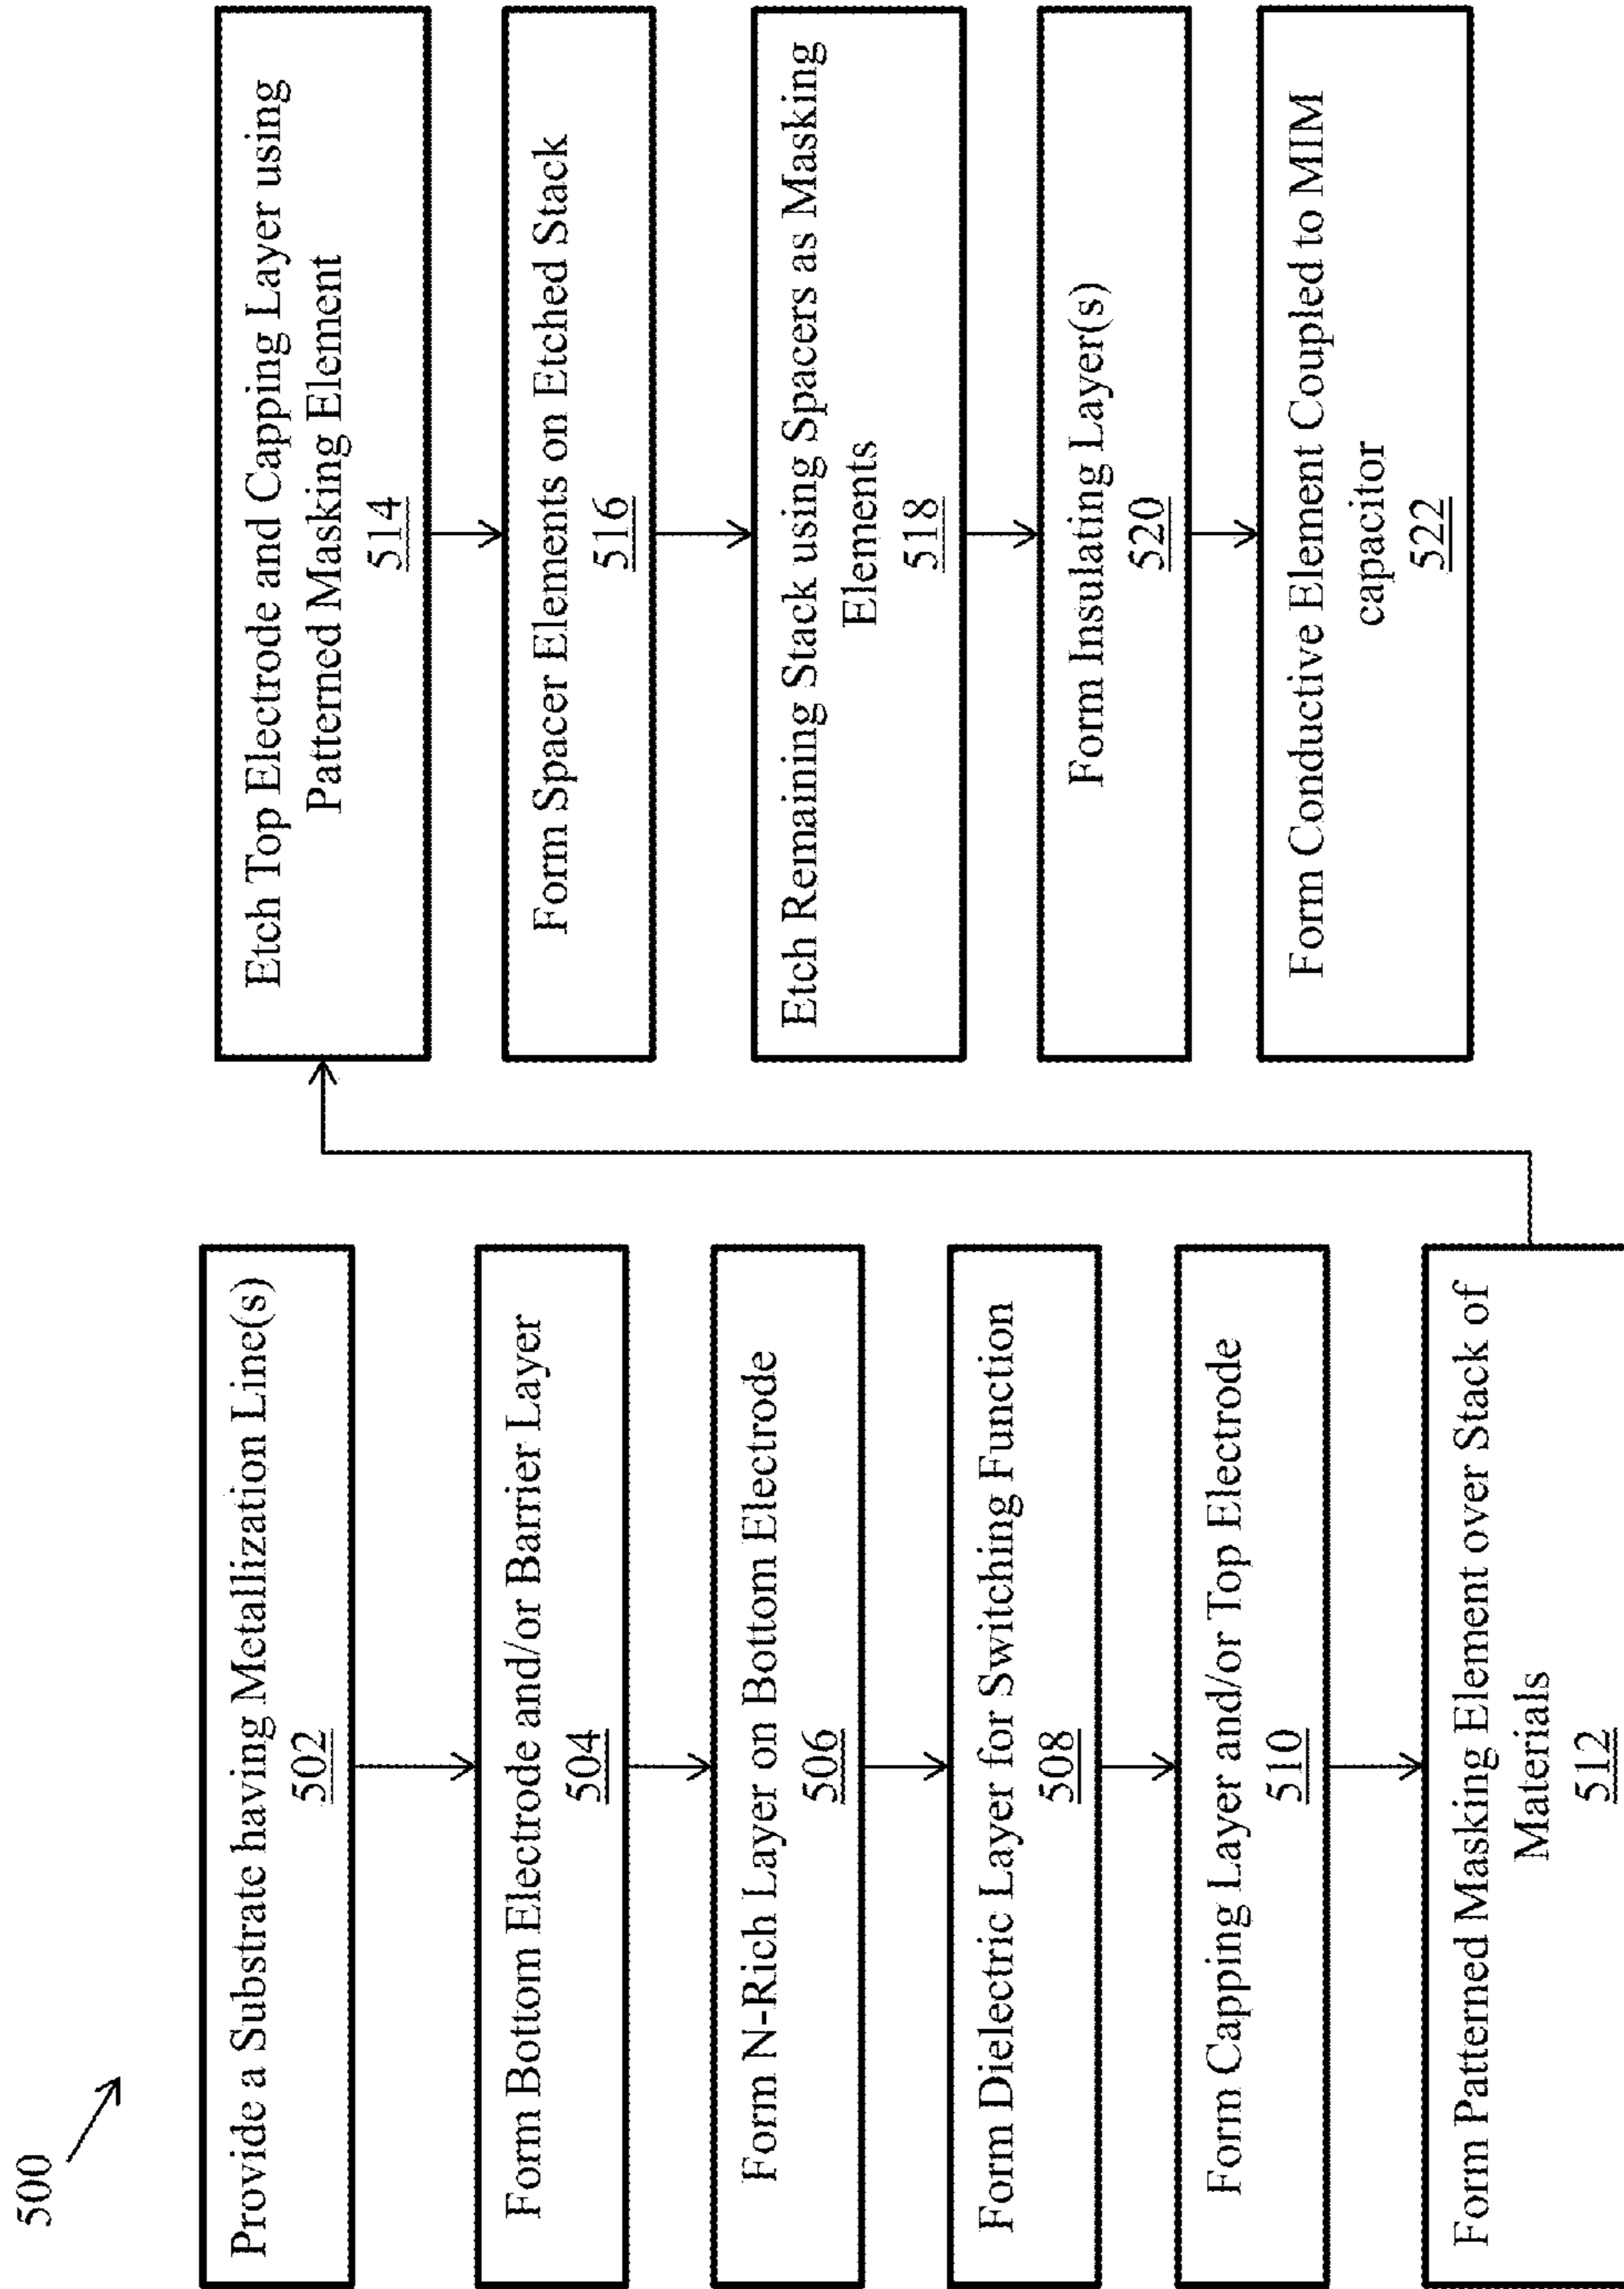 500
Provide a Substrate having Metallization Line(s)
502
Form Bottom Electrode and/or Barrier Layer
504
Form N-Rich Layer on Bottom Electrode
506
Form Dielectric Layer for Switching Function
508
Form Capping Layer and/or Top Electrode
510
Form Patterned Masking Element over Stack of
Materials
512
Etch Top Electrode and Capping Layer using
Patterned Masking Element
514
Form Spacer Elements on Etched Stack
516
Etch Remaining Stack using Spacers as Masking
Elements
518
Form Insulating Layer(s)
520
Form Conductive Element Coupled to MIM
capacitor
522